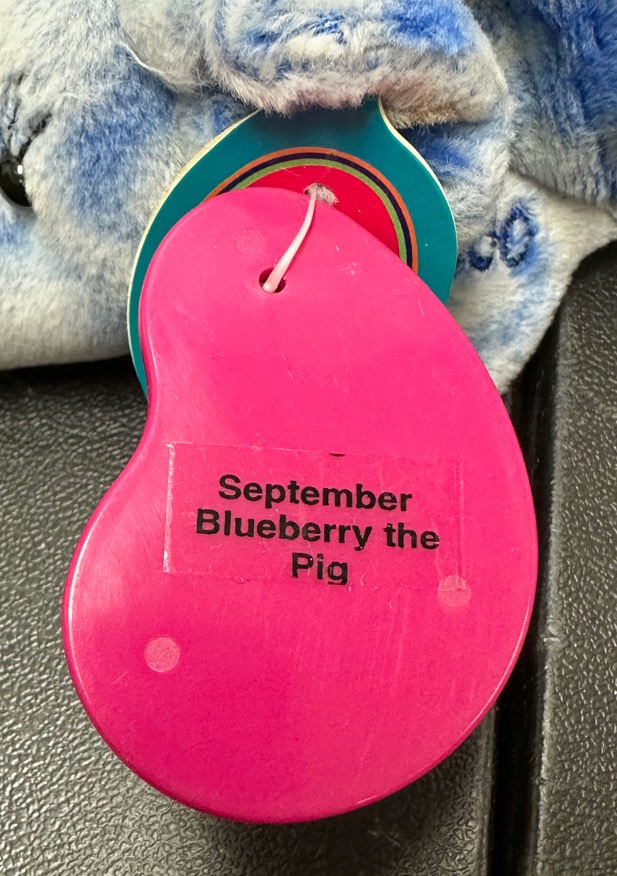 September
Blueberry the
Pig